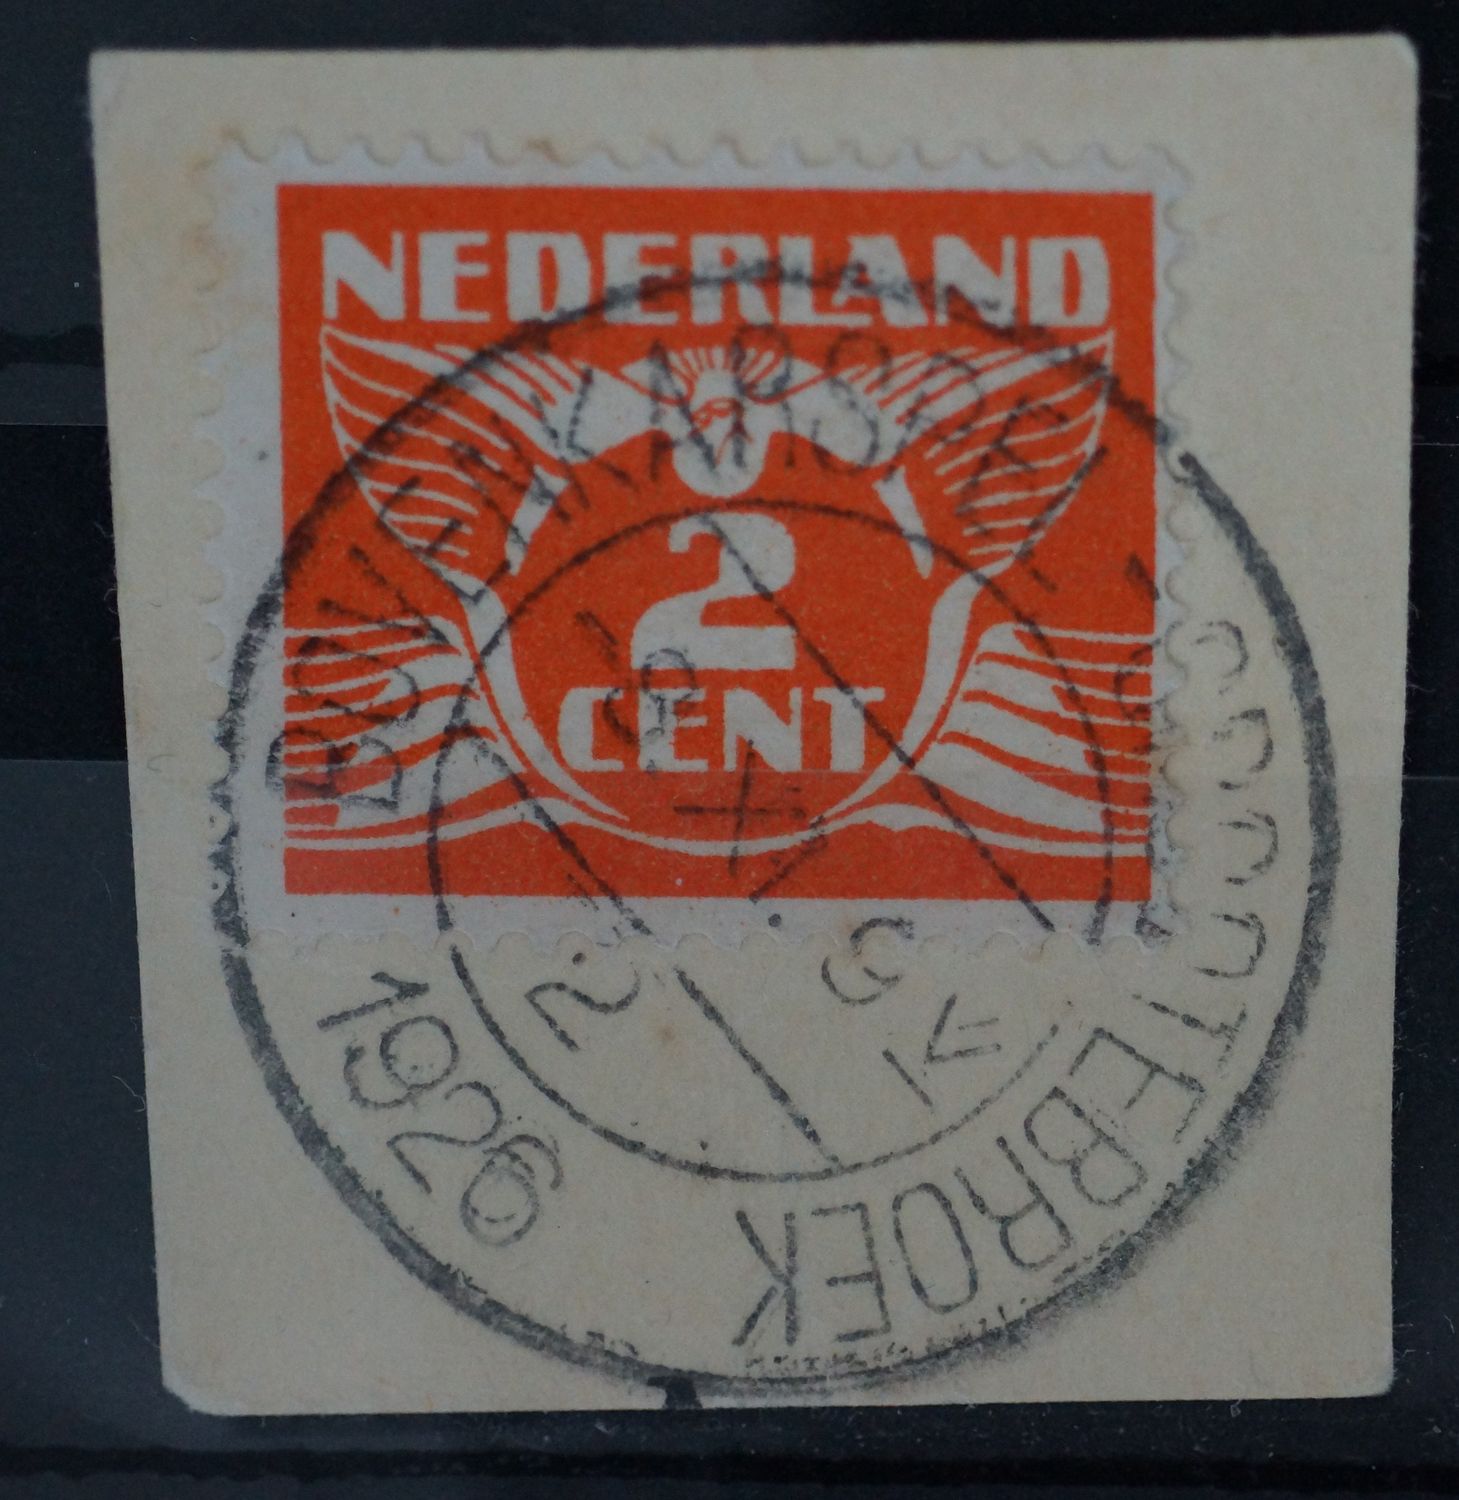 NEDERLAND
2
CENT
BOVENKARSPEL-GROOTEBROEK
1926